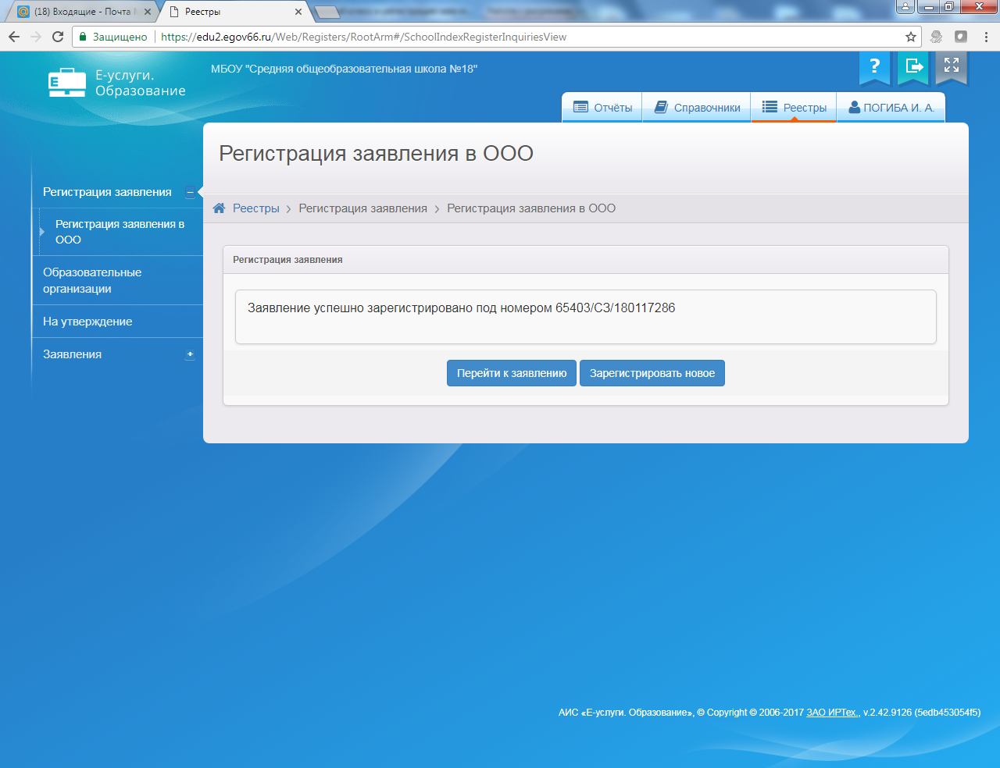 (18) Входящие - Почта
Реестры
Защищено
https://edu2.egov66.ru/Web/Registers/RootArm#/SchoolIndexRegisterInquiriesView
Е-услуги.
Образование
МБОУ "Средняя общеобразовательная школа №18"
?
Отчёты
Справочники
Реестры
ПОГИБА И. А.
Регистрация заявления в ООО
Регистрация заявления
Регистрация заявления в
ООО
Образовательные
организации
На утверждение
Заявления
Реестры > Регистрация заявления > Регистрация заявления в ООО
Регистрация заявления
Заявление успешно зарегистрировано под номером 65403/СЗ/180117286
Перейти к заявлению
Зарегистрировать новое
АИС «Е-услуги. Образование», © Copyright © 2006-2017 ЗАО ИРТех., v.2.42.9126 (5edb453054f5)